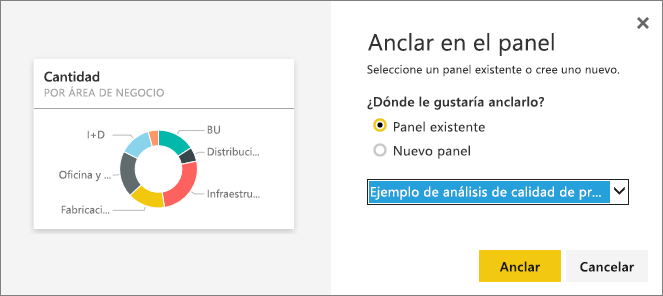 Cantidad
POR ÁREA DE NEGOCIO
I+D
BU
Distribuci...
Oficina y ...
Infraestru...
Fabricaci...
Anclar en el panel
Seleccione un panel existente o cree uno nuevo.
¿Dónde le gustaría anclarlo?
Panel existente
Nuevo panel
Ejemplo de análisis de calidad de pr...
Anclar
Cancelar